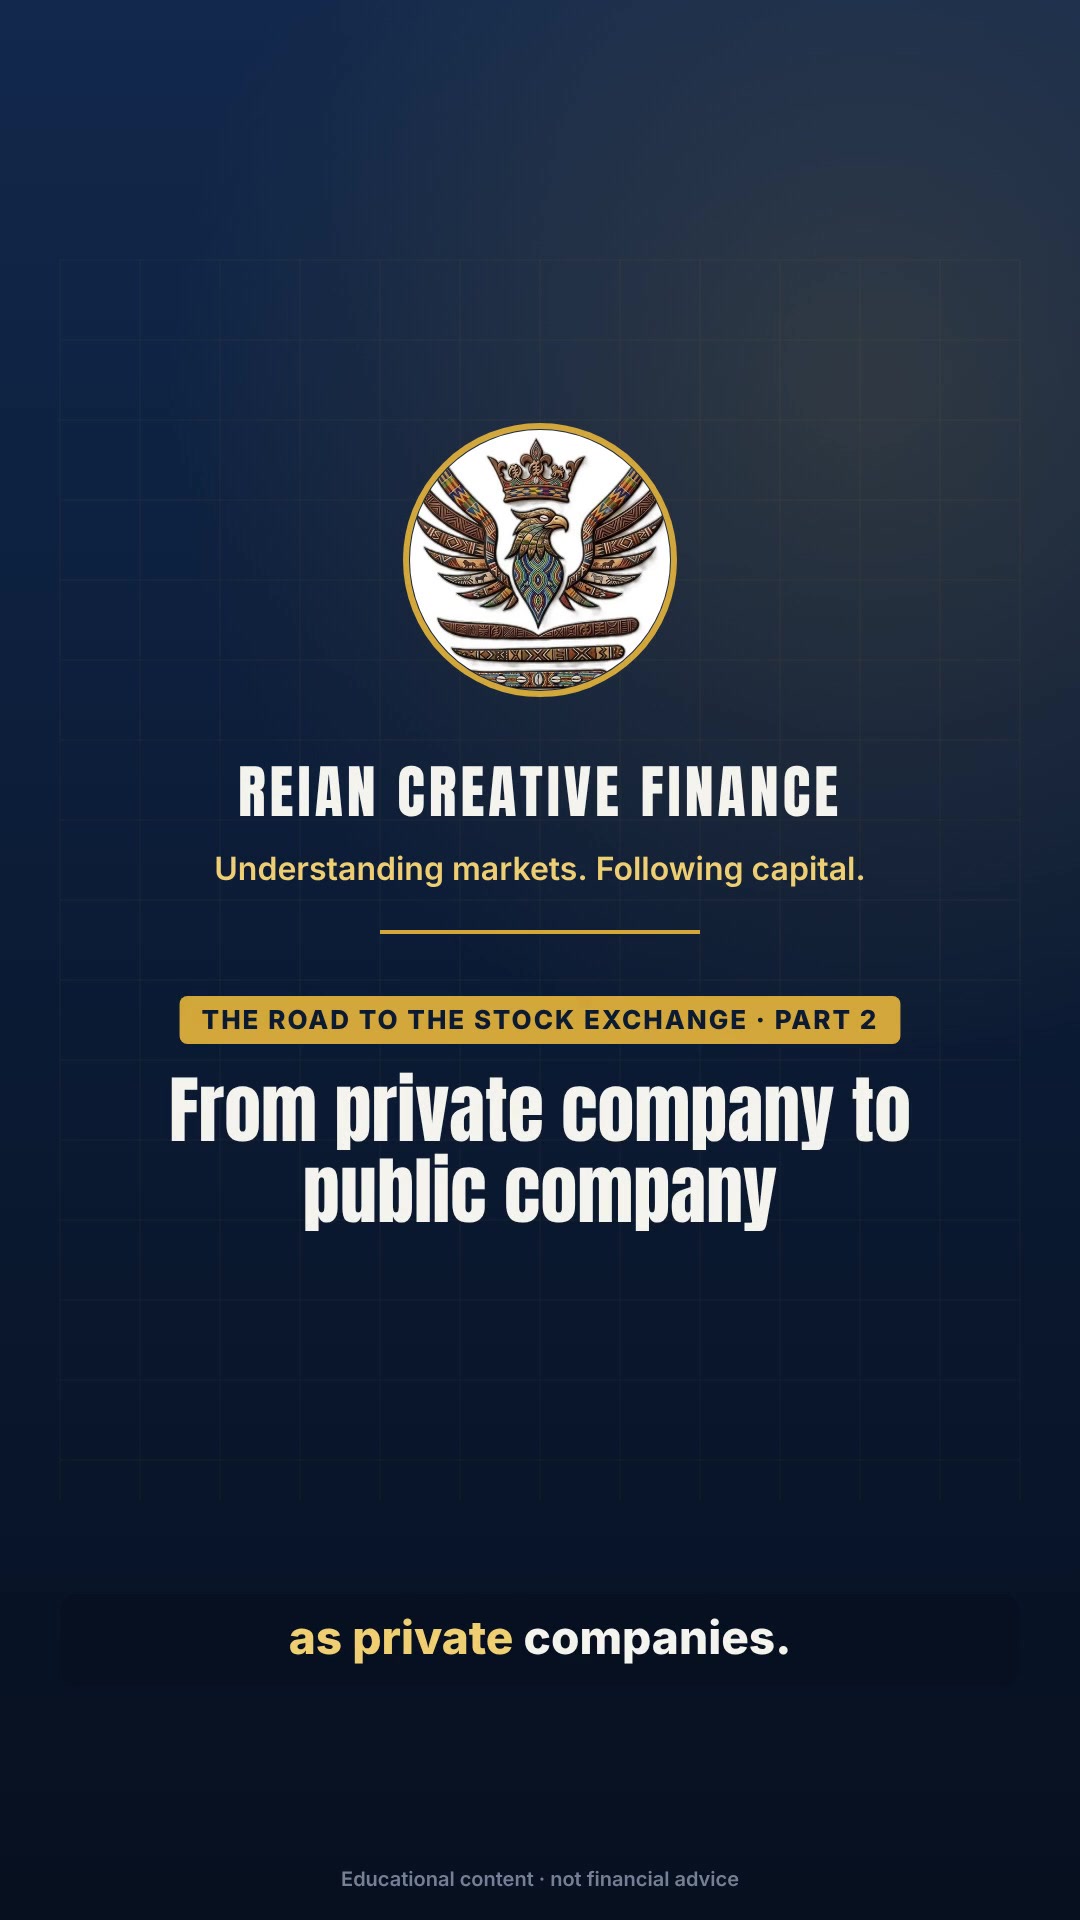 REIAN CREATIVE FINANCE
Understanding markets. Following capital.
THE ROAD TO THE STOCK EXCHANGE · PART 2
From private company to
public company
as private companies.
Educational content · not financial advice